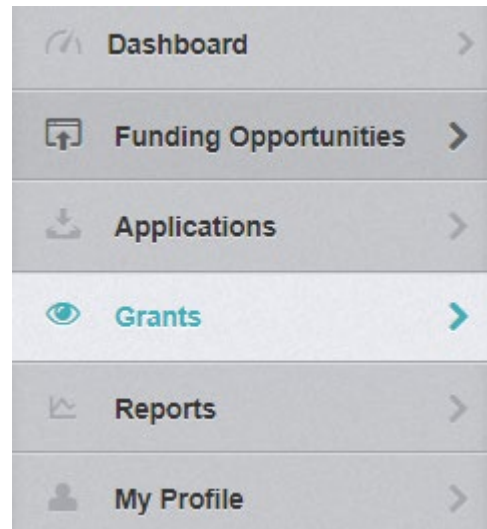 Dashboard
Funding Opportunities
Applications
Grants
Reports
My Profile